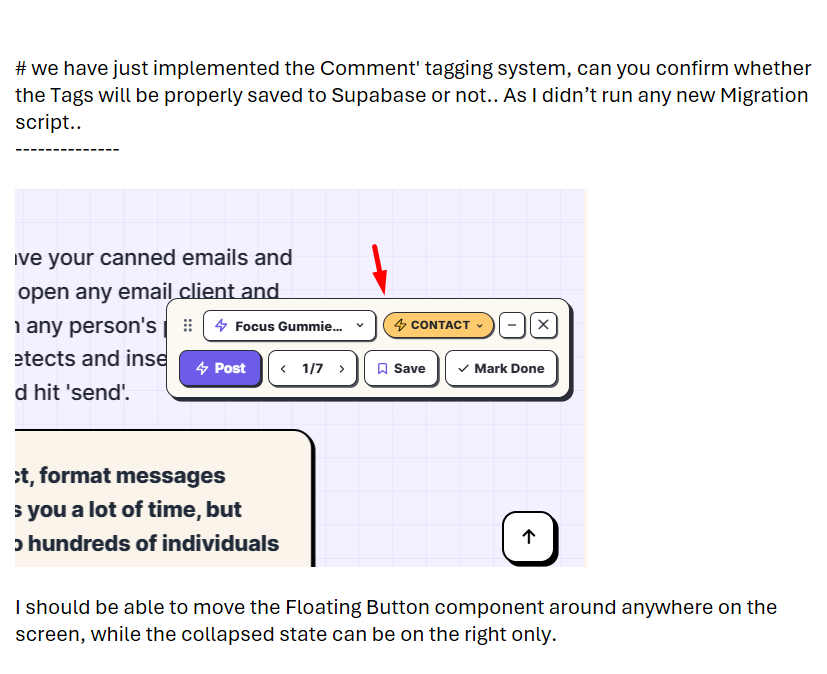 # we have just implemented the Comment' tagging system, can you confirm whether
the Tags will be properly saved to Supabase or not.. As I didn’t run any new Migration
script..
--------------
ve your canned emails and
open any email client and
n any person's p
etects and inse
d hit 'send'.
Focus Gummie...
CONTACT
Post
1/7
Save
Mark Done
ct, format messages
s you a lot of time, but
o hundreds of individuals
I should be able to move the Floating Button component around anywhere on the
screen, while the collapsed state can be on the right only.